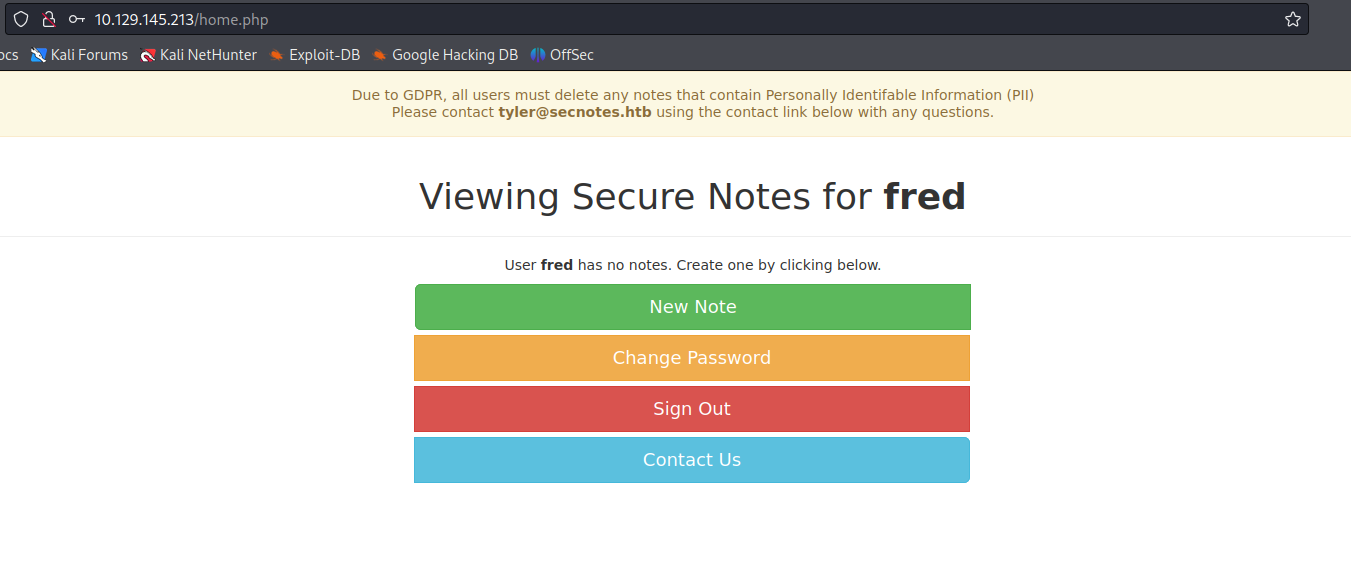 10.129.145.213/home.php
ocs Kali Forums Kali NetHunter Exploit-DB Google Hacking DB OffSec
Due to GDPR, all users must delete any notes that contain Personally Identifable Information (PII)
Please contact tyler@secnotes.htb using the contact link below with any questions.
Viewing Secure Notes for fred
User fred has no notes. Create one by clicking below.
New Note
Change Password
Sign Out
Contact Us